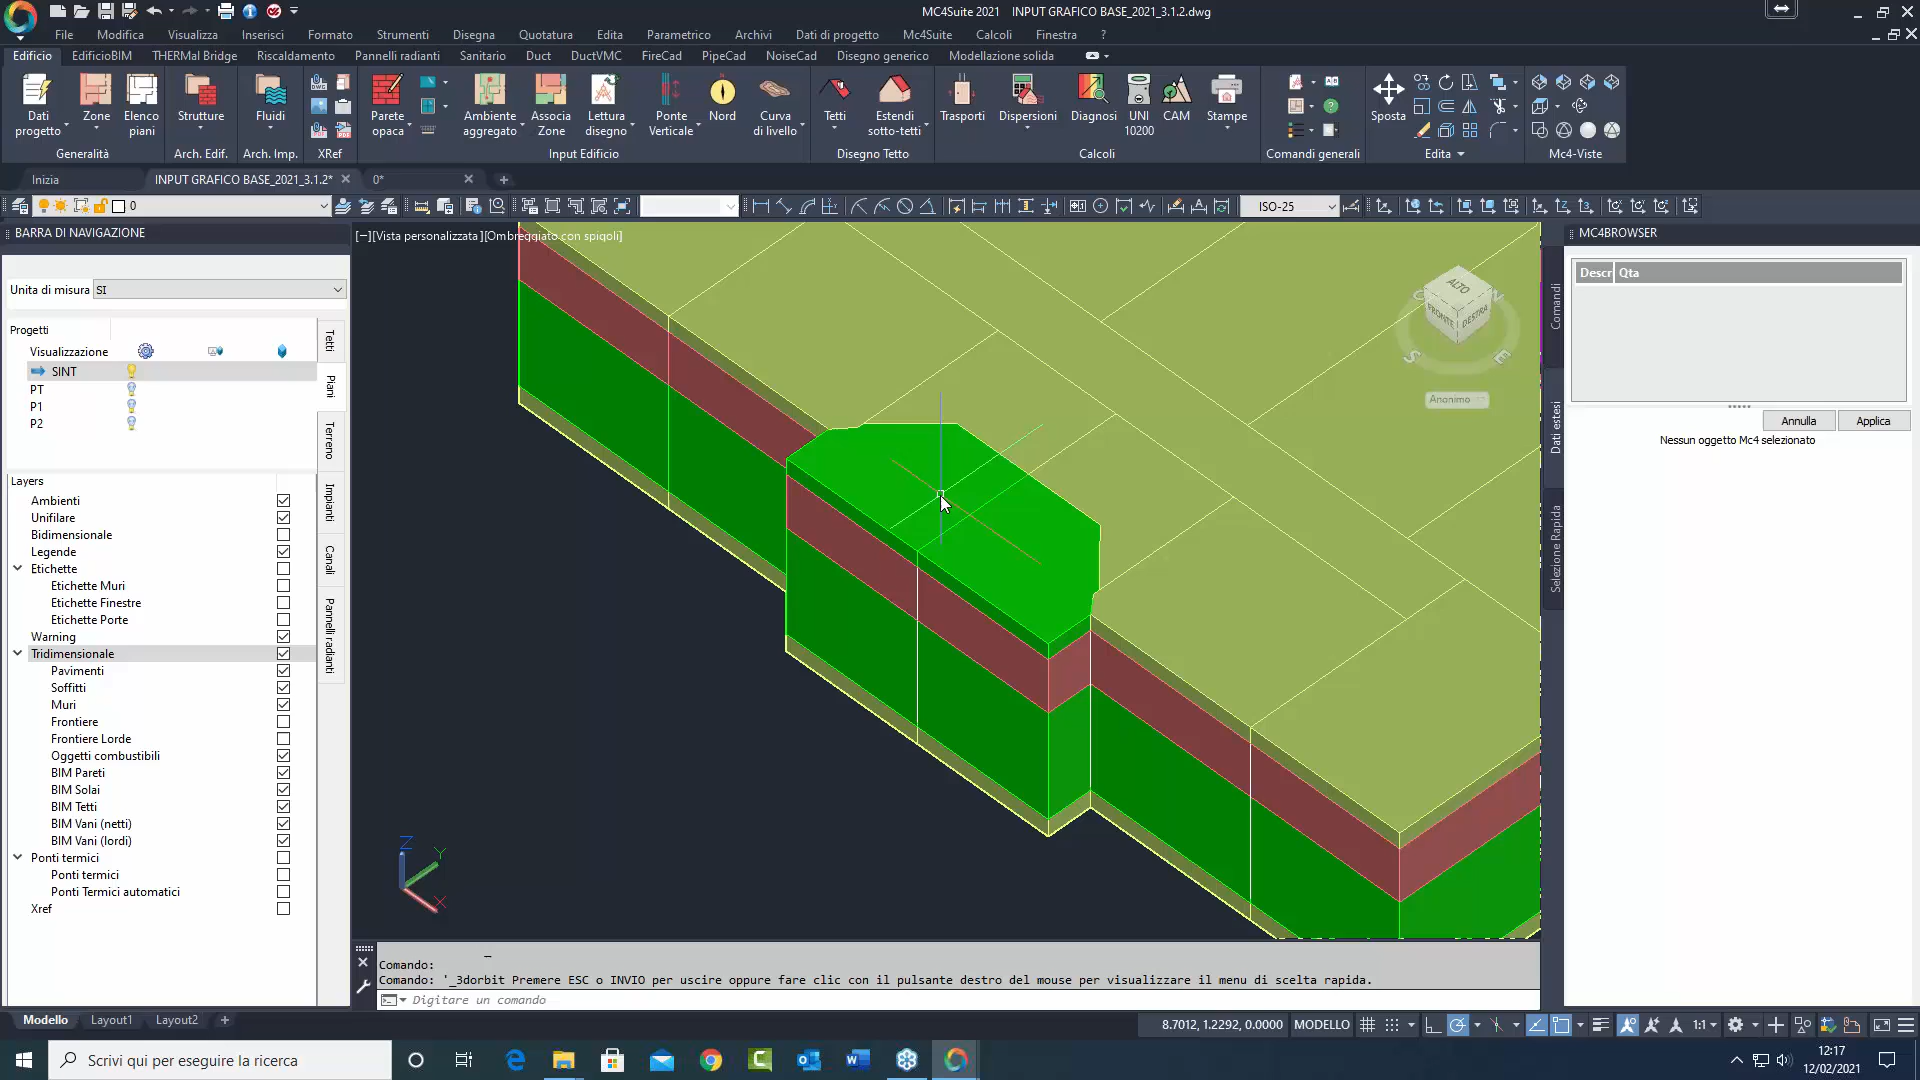 MC4Suite 2021 INPUT GRAFICO BASE_2021_3.1.2.dwg
File Modifica Visualizza Inserisci Formato Strumenti Disegna Quotatura Edita Parametrico Archivi Dati di progetto MC4Suite Calcoli Finestra ?
Edificio EdificioBIM THERMal Bridge Riscaldamento Pannelli radianti Sanitario Duct DuctVMC FireCad PipeCad NoiseCad Disegno generico Modellazione solida
Dati progetto
Zone
Elenco piani
Strutture
Fluidi
Parete opaca
Ambiente aggregato
Associa Zone
Lettura disegno
Ponte Verticale
Nord
Curva di livello
Tetti
Estendi sotto-tetti
Trasporti
Dispersioni
Diagnosi
UNI 10200
CAM
Stampe
Sposta
Generalità
Arch. Edif.
Arch. Imp.
XRef
Input Edificio
Disegno Tetto
Calcoli
Comandi generali
Edita
Mc4-Viste
Inizia
INPUT GRAFICO BASE_2021_3.1.2*
0*
0
ISO-25
BARRA DI NAVIGAZIONE
Unita di misura SI
Progetti
Visualizzazione
SINT
PT
P1
P2
Layers
Ambienti
Unifilare
Bidimensionale
Legende
Etichette
Etichette Muri
Etichette Finestre
Etichette Porte
Warning
Tridimensionale
Pavimenti
Soffitti
Muri
Frontiere
Frontiere Lorde
Oggetti combustibili
BIM Pareti
BIM Solai
BIM Tetti
BIM Vani (netti)
BIM Vani (lordi)
Ponti termici
Ponti termici
Ponti Termici automatici
Xref
Tetti
Piani
Terreno
Impianti
Canali
Pannelli radianti
[−][Vista personalizzata][Ombreggiato con spigoli]
ALTO
FRONTE
DESTRA
S
E
Anonimo
Z
Y
X
Comandi
Dati estesi
Selezione Rapida
MC4BROWSER
Descr Qta
Annulla
Applica
Nessun oggetto Mc4 selezionato
Comando:
Comando: '_3dorbit Premere ESC o INVIO per uscire oppure fare clic con il pulsante destro del mouse per visualizzare il menu di scelta rapida.
Digitare un comando
Modello Layout1 Layout2 +
8.7012, 1.2292, 0.0000 MODELLO
1:1
Scrivi qui per eseguire la ricerca
12:17
12/02/2021